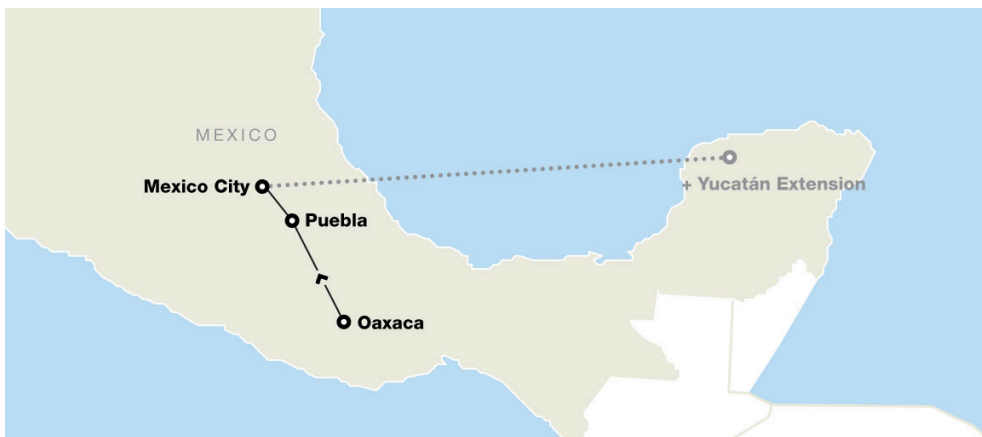 MEXICO
Mexico City
+ Yucatán Extension
Puebla
Oaxaca